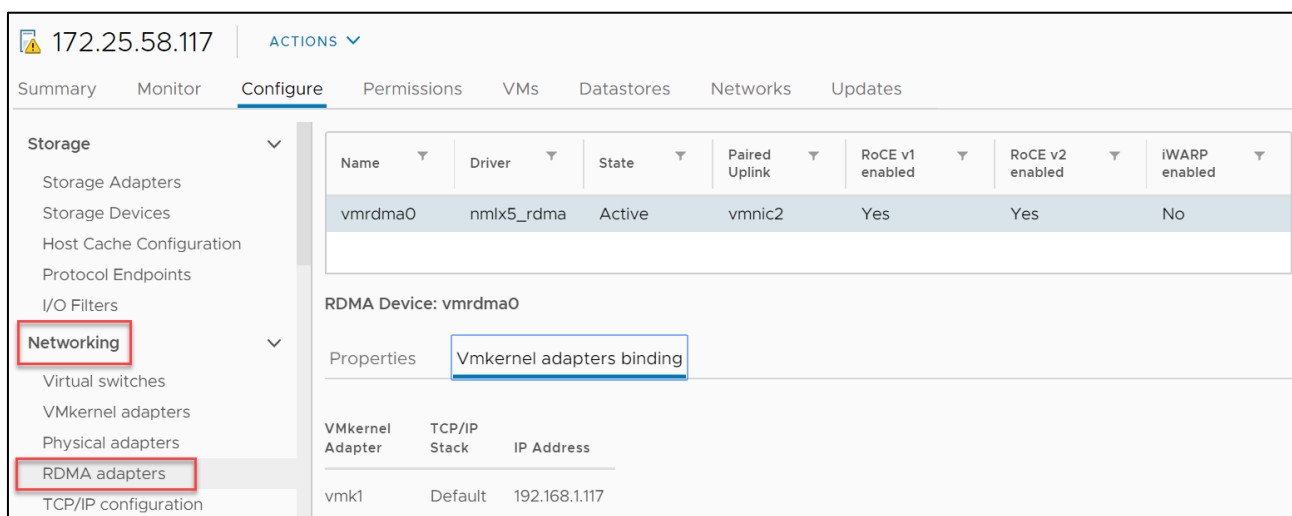 172.25.58.117 ACTIONS
Summary Monitor Configure Permissions VMs Datastores Networks Updates
Storage
Storage Adapters
Storage Devices
Host Cache Configuration
Protocol Endpoints
I/O Filters
Networking
Virtual switches
VMkernel adapters
Physical adapters
RDMA adapters
TCP/IP configuration
Name Driver State Paired Uplink RoCE v1 enabled RoCE v2 enabled iWARP enabled
vmrdma0 nmlx5_rdma Active vmnic2 Yes Yes No
RDMA Device: vmrdma0
Properties Vmkernel adapters binding
VMkernel Adapter TCP/IP Stack IP Address
vmk1 Default 192.168.1.117